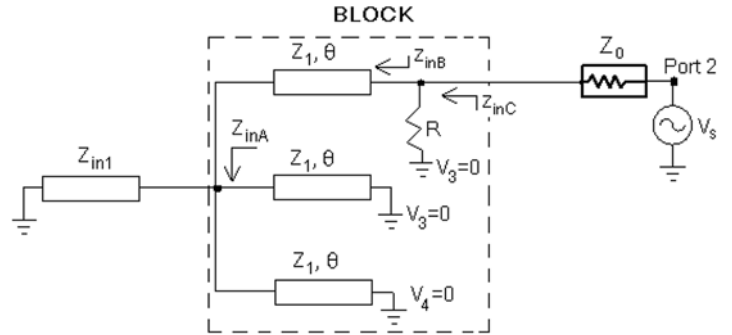 BLOCK
Z1, θ
ZinB
Z0
Port 2
ZinC
Vs
R
V3=0
ZinA
Zin1
Z1, θ
V3=0
Z1, θ
V4=0